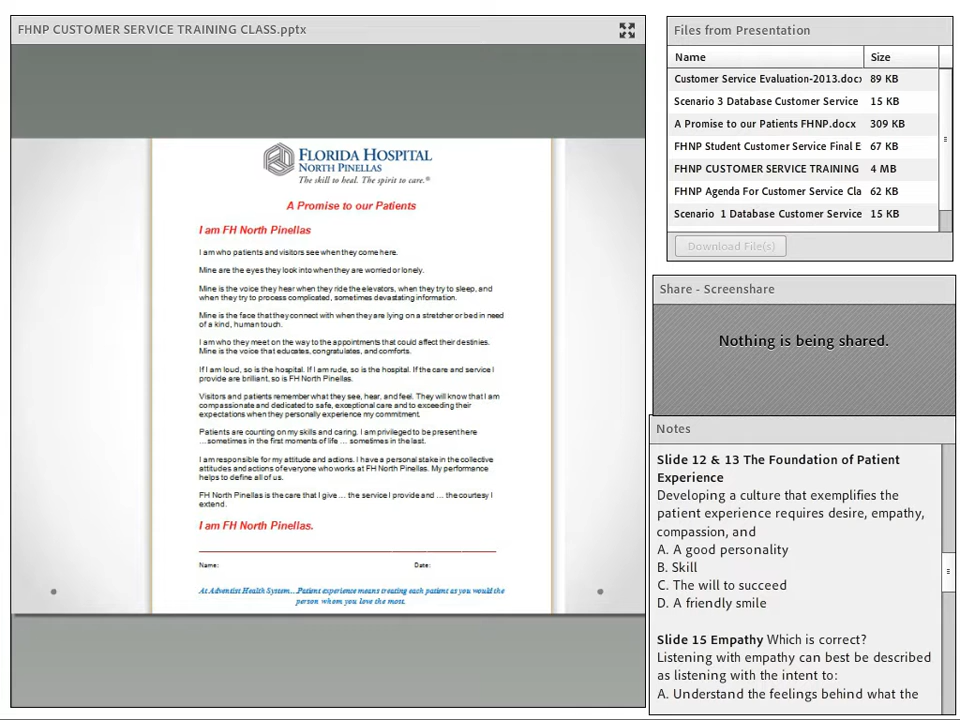 FHNP CUSTOMER SERVICE TRAINING CLASS.pptx
FLORIDA HOSPITAL
NORTH PINELLAS
The skill to heal. The spirit to care.®
A Promise to our Patients
I am FH North Pinellas
I am who patients and visitors see when they come here.
Mine are the eyes they look into when they are worried or lonely.
Mine is the voice they hear when they ride the elevators, when they try to sleep, and
when they try to process complicated, sometimes devastating information.
Mine is the face that they connect with when they are lying on a stretcher or bed in need
of a kind, human touch.
I am who they meet on the way to the appointments that could affect their destinies.
Mine is the voice that educates, congratulates, and comforts.
If I am loud, so is the hospital. If I am rude, so is the hospital. If the care and service I
provide are brilliant, so is FH North Pinellas.
Visitors and patients remember what they see, hear, and feel. They will know that I am
compassionate and dedicated to safe, exceptional care and to exceeding their
expectations when they personally experience my commitment.
Patients are counting on my skills and caring. I am privileged to be present here
…sometimes in the first moments of life … sometimes in the last.
I am responsible for my attitude and actions. I have a personal stake in the collective
attitudes and actions of everyone who works at FH North Pinellas. My performance
helps to define all of us.
FH North Pinellas is the care that I give… the service I provide and … the courtesy I
extend.
I am FH North Pinellas.
Name: Date:
At Adventist Health System…Patient experience means treating each patient as you would the
person whom you love the most.
Files from Presentation
Name Size
Customer Service Evaluation-2013.docx 89 KB
Scenario 3 Database Customer Service 15 KB
A Promise to our Patients FHNP.docx 309 KB
FHNP Student Customer Service Final E 67 KB
FHNP CUSTOMER SERVICE TRAINING 4 MB
FHNP Agenda For Customer Service Cla 62 KB
Scenario 1 Database Customer Service 15 KB
Download File(s)
Share - Screenshare
Nothing is being shared.
Notes
Slide 12 & 13 The Foundation of Patient
Experience
Developing a culture that exemplifies the
patient experience requires desire, empathy,
compassion, and
A. A good personality
B. Skill
C. The will to succeed
D. A friendly smile
Slide 15 Empathy Which is correct?
Listening with empathy can best be described
as listening with the intent to:
A. Understand the feelings behind what the